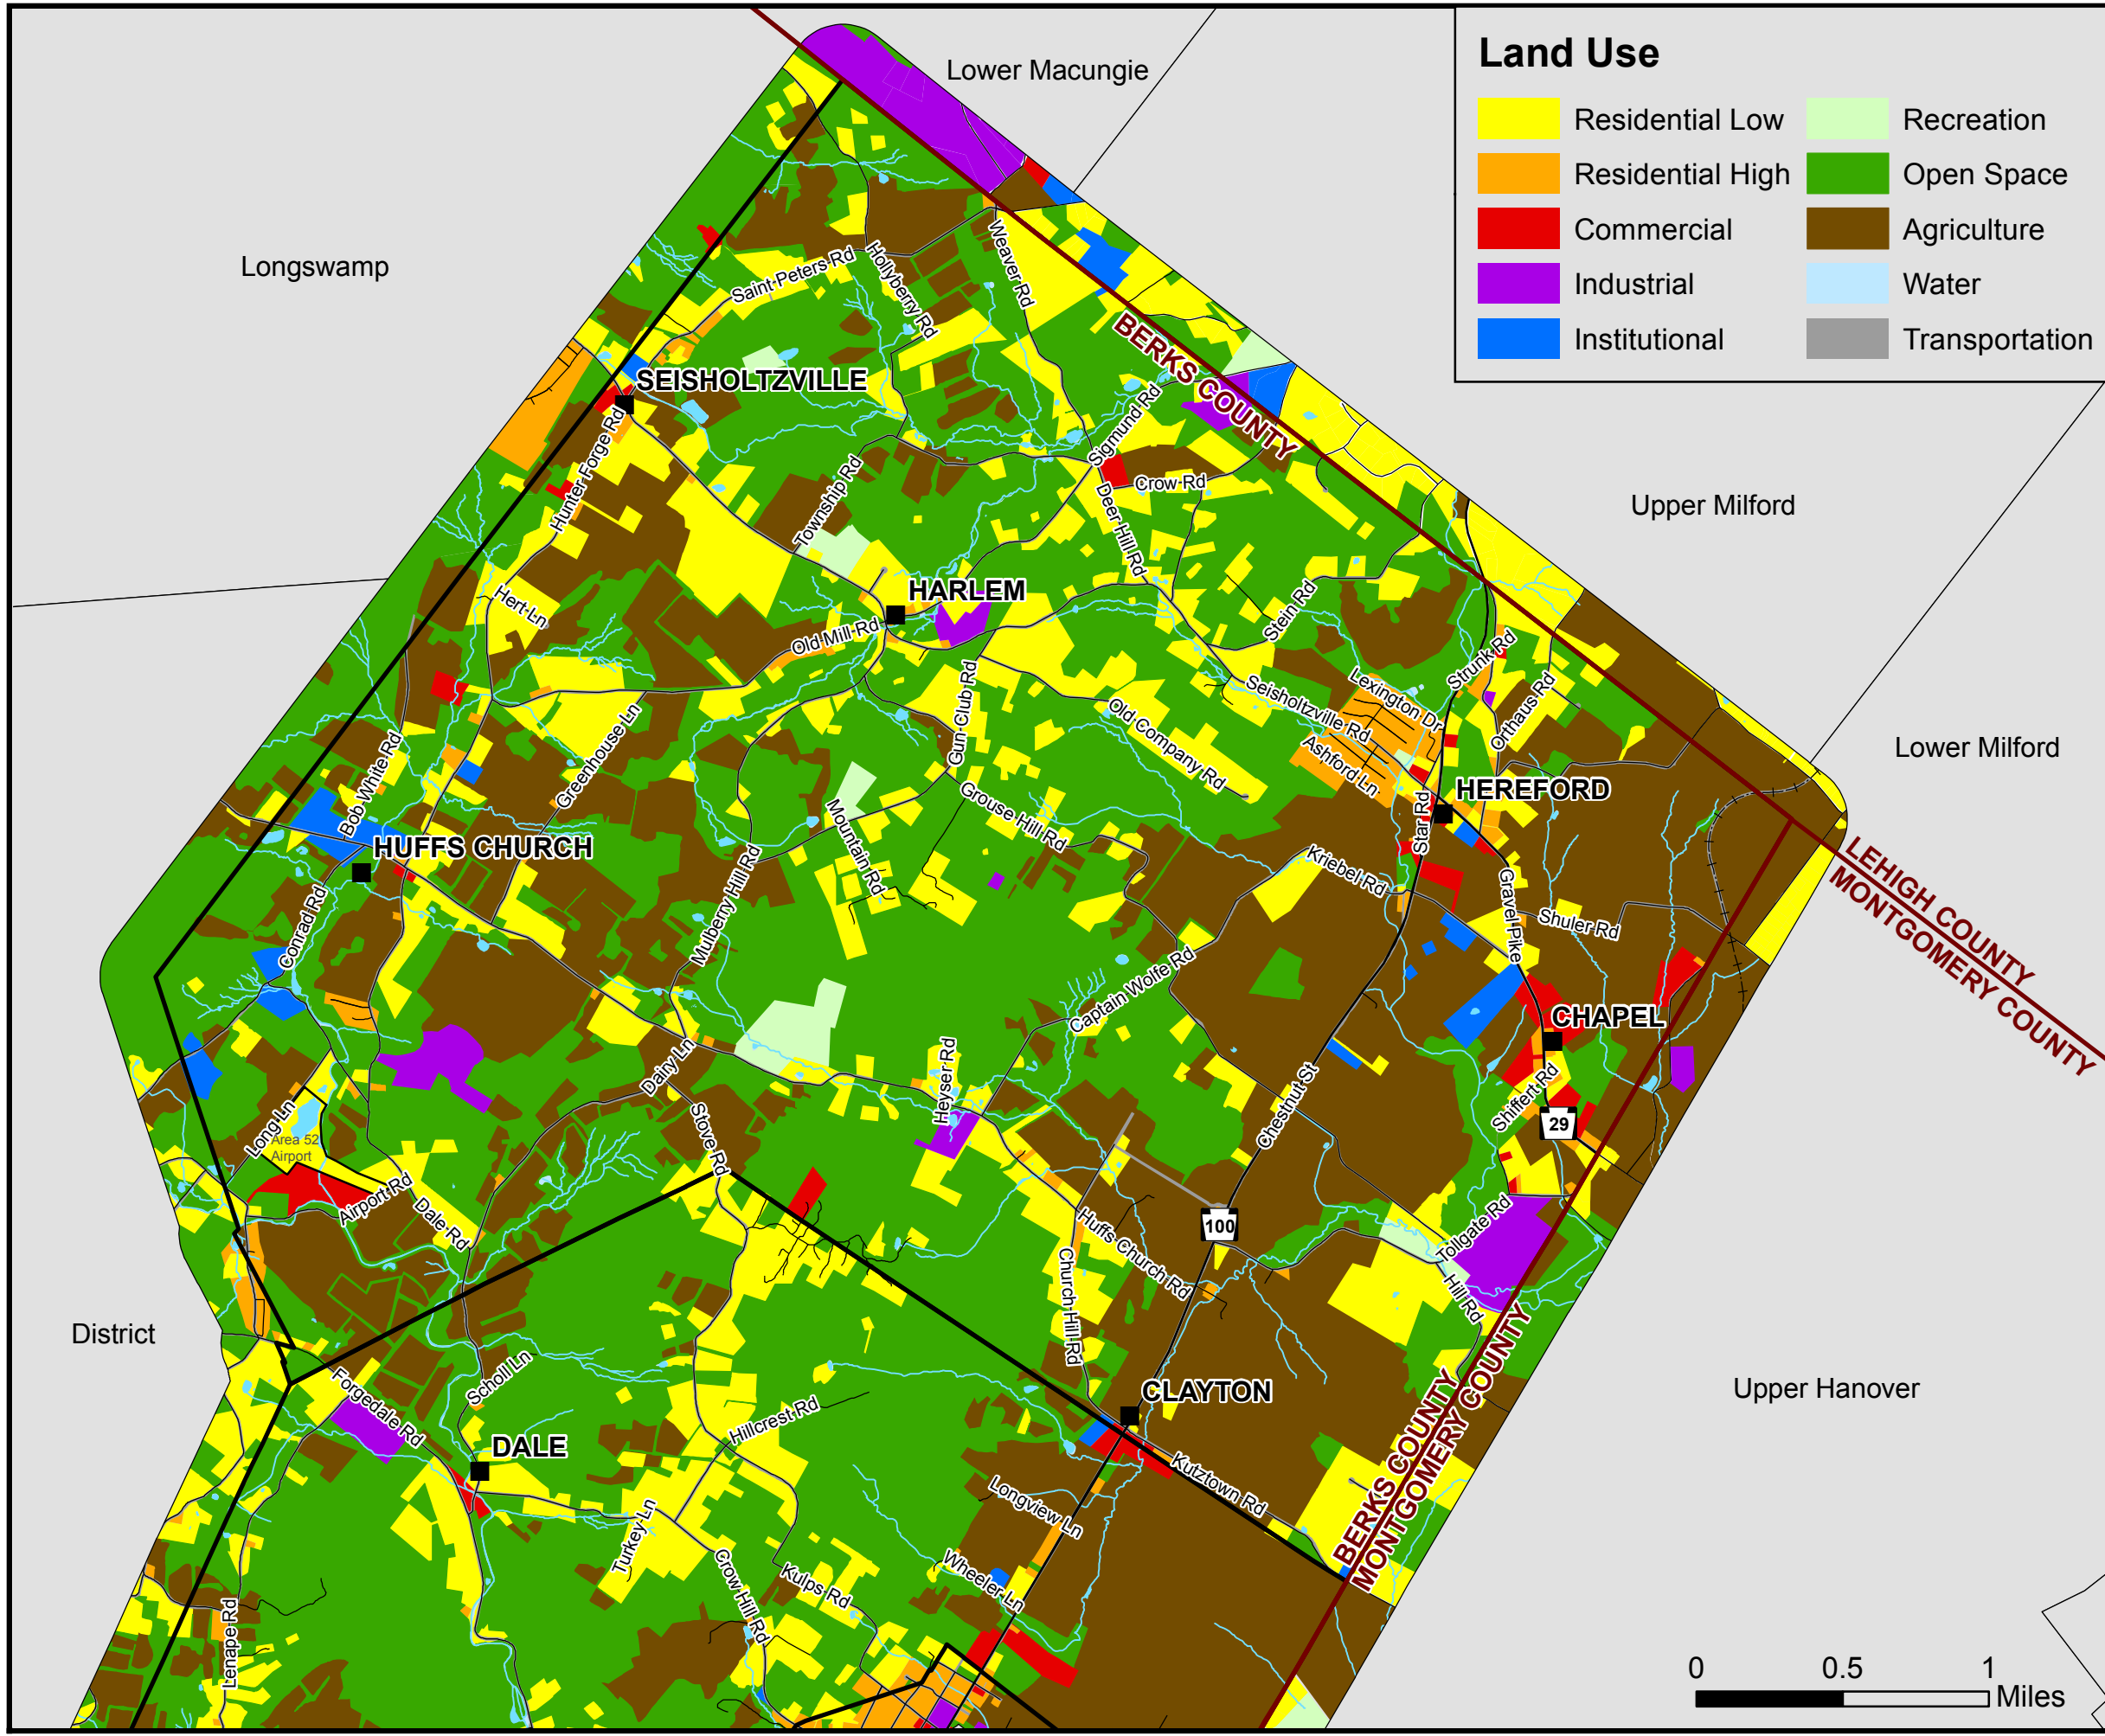 Land Use
Residential Low
Residential High
Commercial
Industrial
Institutional
Recreation
Open Space
Agriculture
Water
Transportation
Lower Macungie
Longswamp
Upper Milford
Lower Milford
Upper Hanover
District
Weaver Rd
Hollyberry Rd
Saint Peters Rd
BERKS COUNTY
SEISHOLTZVILLE
Hunter Forge Rd
Township Rd
Sigmund Rd
Crow Rd
Deer Hill Rd
HARLEM
Hert Ln
Old Mill Rd
Stein Rd
Strunk Rd
Orthaus Rd
Lexington Dr
Seisholtzville Rd
Ashford Ln
Gun Club Rd
Old Company Rd
Greenhouse Ln
Bob White Rd
HEREFORD
Star Rd
Grouse Hill Rd
Mountain Rd
Mulberry Hill Rd
HUFFS CHURCH
Kriebel Rd
Gravel Pike
Shuler Rd
LEHIGH COUNTY
MONTGOMERY COUNTY
Conrad Rd
Captain Wolfe Rd
CHAPEL
Dairy Ln
Heyser Rd
Chestnut St
Shiffert Rd
29
Long Ln
Area 52
Airport
Stove Rd
Airport Rd
Dale Rd
100
Huffs Church Rd
Church Hill Rd
Tollgate Rd
Hill Rd
BERKS COUNTY
MONTGOMERY COUNTY
Forgedale Rd
Scholl Ln
CLAYTON
Hillcrest Rd
DALE
Kutztown Rd
Longview Ln
Turkey Ln
Wheeler Ln
Crow Hill Rd
Kulps Rd
Lenape Rd
0 0.5 1
Miles